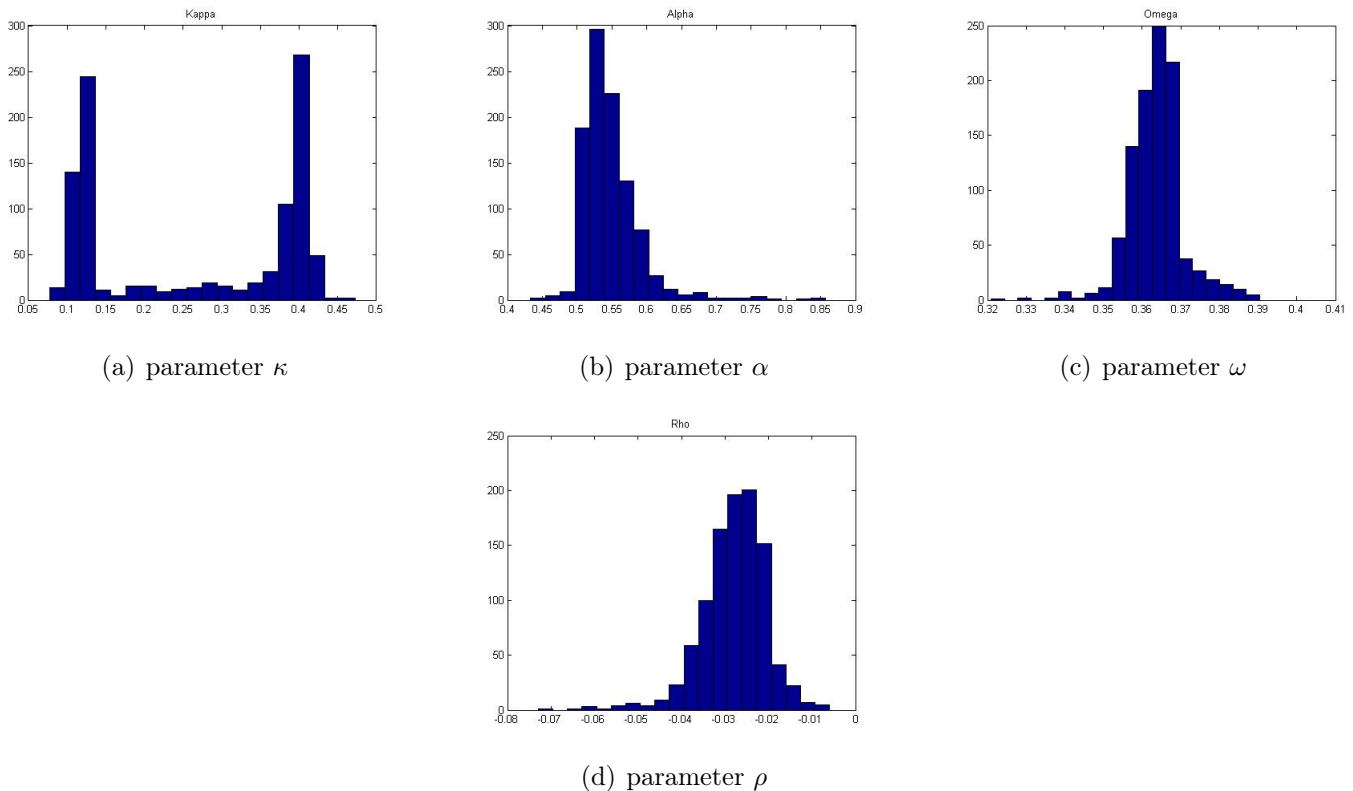 Kappa
300
250
200
150
100
50
0
0.05 0.1 0.15 0.2 0.25 0.3 0.35 0.4 0.45 0.5
(a) parameter κ
Alpha
300
250
200
150
100
50
0
0.4 0.45 0.5 0.55 0.6 0.65 0.7 0.75 0.8 0.85 0.9
(b) parameter α
Omega
250
200
150
100
50
0
0.32 0.33 0.34 0.35 0.36 0.37 0.38 0.39 0.4 0.41
(c) parameter ω
Rho
250
200
150
100
50
0
-0.08 -0.07 -0.06 -0.05 -0.04 -0.03 -0.02 -0.01 0
(d) parameter ρ